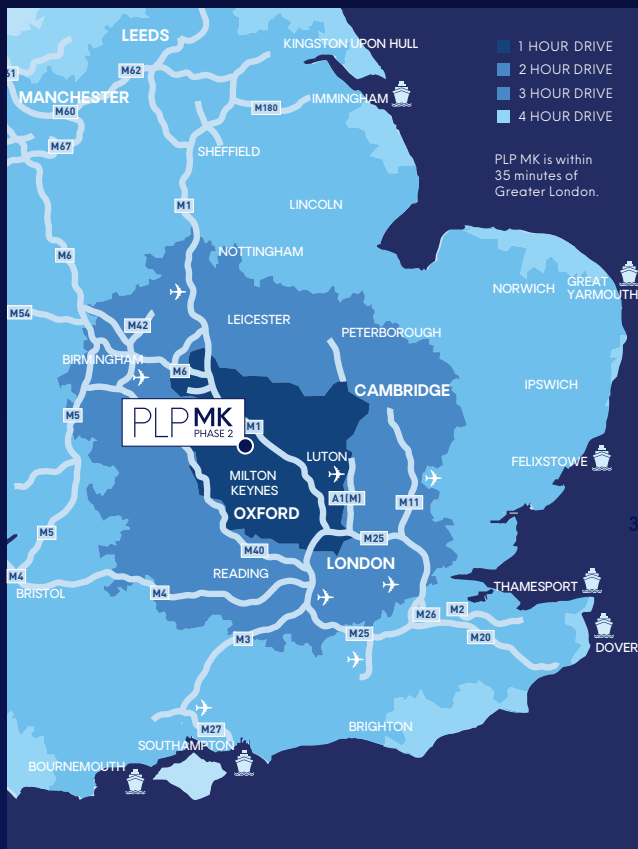 LEEDS
KINGSTON UPON HULL
1 HOUR DRIVE
2 HOUR DRIVE
3 HOUR DRIVE
4 HOUR DRIVE
61
M62
MANCHESTER
M60
IMMINGHAM
M180
M67
SHEFFIELD
PLP MK is within
35 minutes of
Greater London.
M1
LINCOLN
M6
NOTTINGHAM
NORWICH
GREAT
YARMOUTH
M54
M42
LEICESTER
PETERBOROUGH
BIRMINGHAM
M6
CAMBRIDGE
IPSWICH
M5
PLP MK
PHASE 2
M1
LUTON
FELIXSTOWE
MILTON
KEYNES
A1(M)
M11
OXFORD
3
M5
M25
M40
LONDON
M4
READING
BRISTOL
M4
THAMESPORT
M26
M2
M3
M25
M20
DOVER
M27
BRIGHTON
SOUTHAMPTON
BOURNEMOUTH